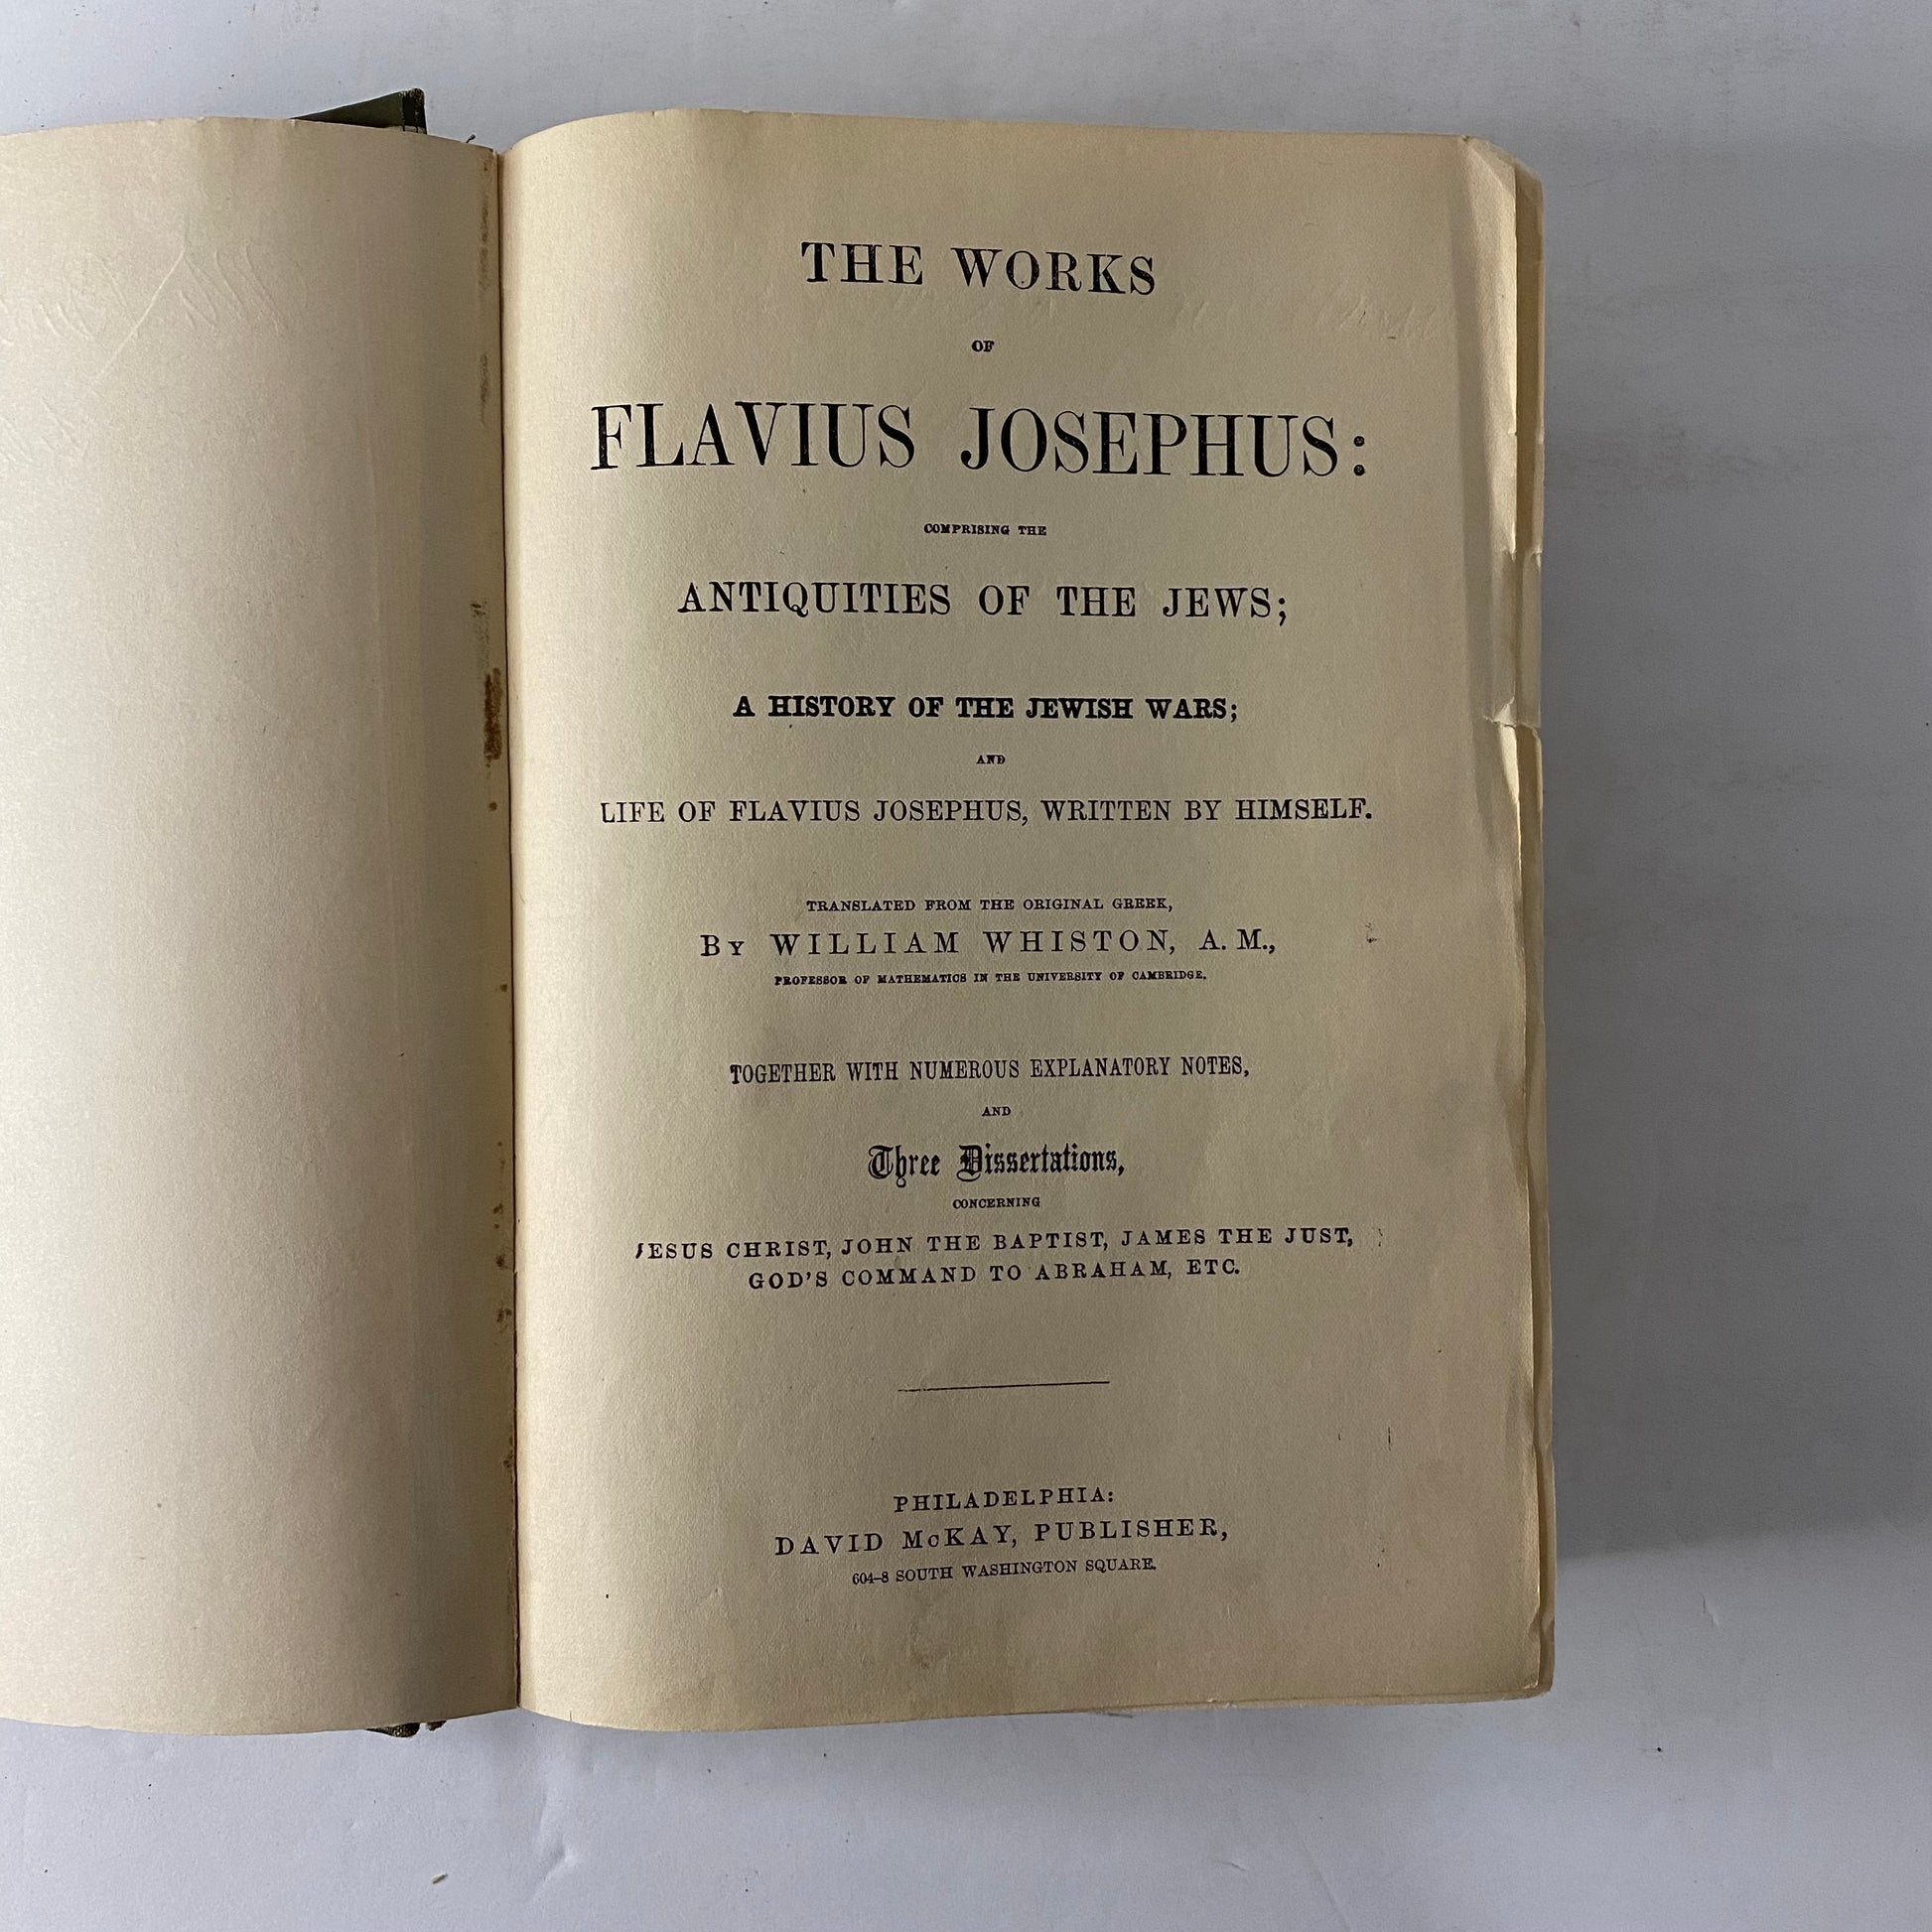 THE WORKS
OF
FLAVIUS JOSEPHUS:
COMPRISING THE
ANTIQUITIES OF THE JEWS;
A HISTORY OF THE JEWISH WARS;
AND
LIFE OF FLAVIUS JOSEPHUS, WRITTEN BY HIMSELF.
TRANSLATED FROM THE ORIGINAL GREEK,
BY WILLIAM WHISTON, A. M.,
PROFESSOR OF MATHEMATICS IN THE UNIVERSITY OF CAMBRIDGE.
TOGETHER WITH NUMEROUS EXPLANATORY NOTES,
AND
Three Dissertations,
CONCERNING
JESUS CHRIST, JOHN THE BAPTIST, JAMES THE JUST,
GOD'S COMMAND TO ABRAHAM, ETC.
PHILADELPHIA:
DAVID McKAY, PUBLISHER,
604-8 SOUTH WASHINGTON SQUARE.